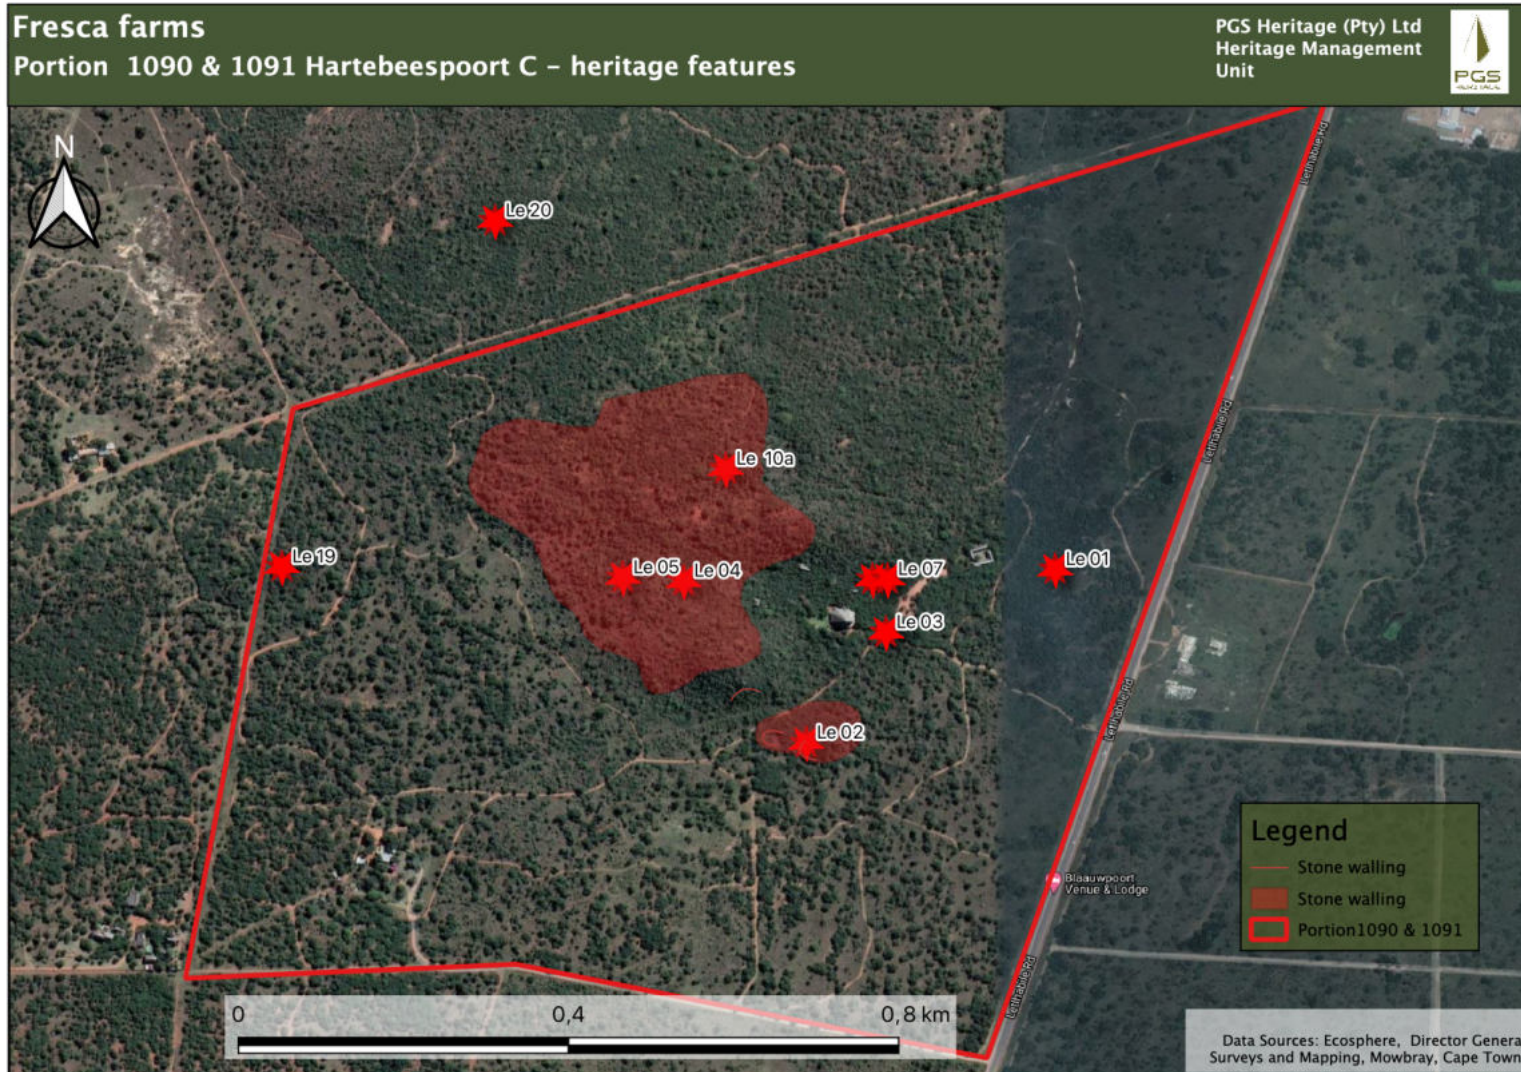 Fresca farms
Portion 1090 & 1091 Hartebeespoort C - heritage features
PGS Heritage (Pty) Ltd
Heritage Management
Unit
PGS
HERITAGE
N
Letlhabile Rd
Le 20
Letlhabile Rd
Le 10a
Le 19
Le 05
Le 04
Le 07
Le 01
Le 03
Letlhabile Rd
Le 02
Blaauwpoort
Venue & Lodge
Letlhabile Rd
Legend
Stone walling
Stone walling
Portion1090 & 1091
0
0,4
0,8 km
Data Sources: Ecosphere, Director Genera
Surveys and Mapping, Mowbray, Cape Town